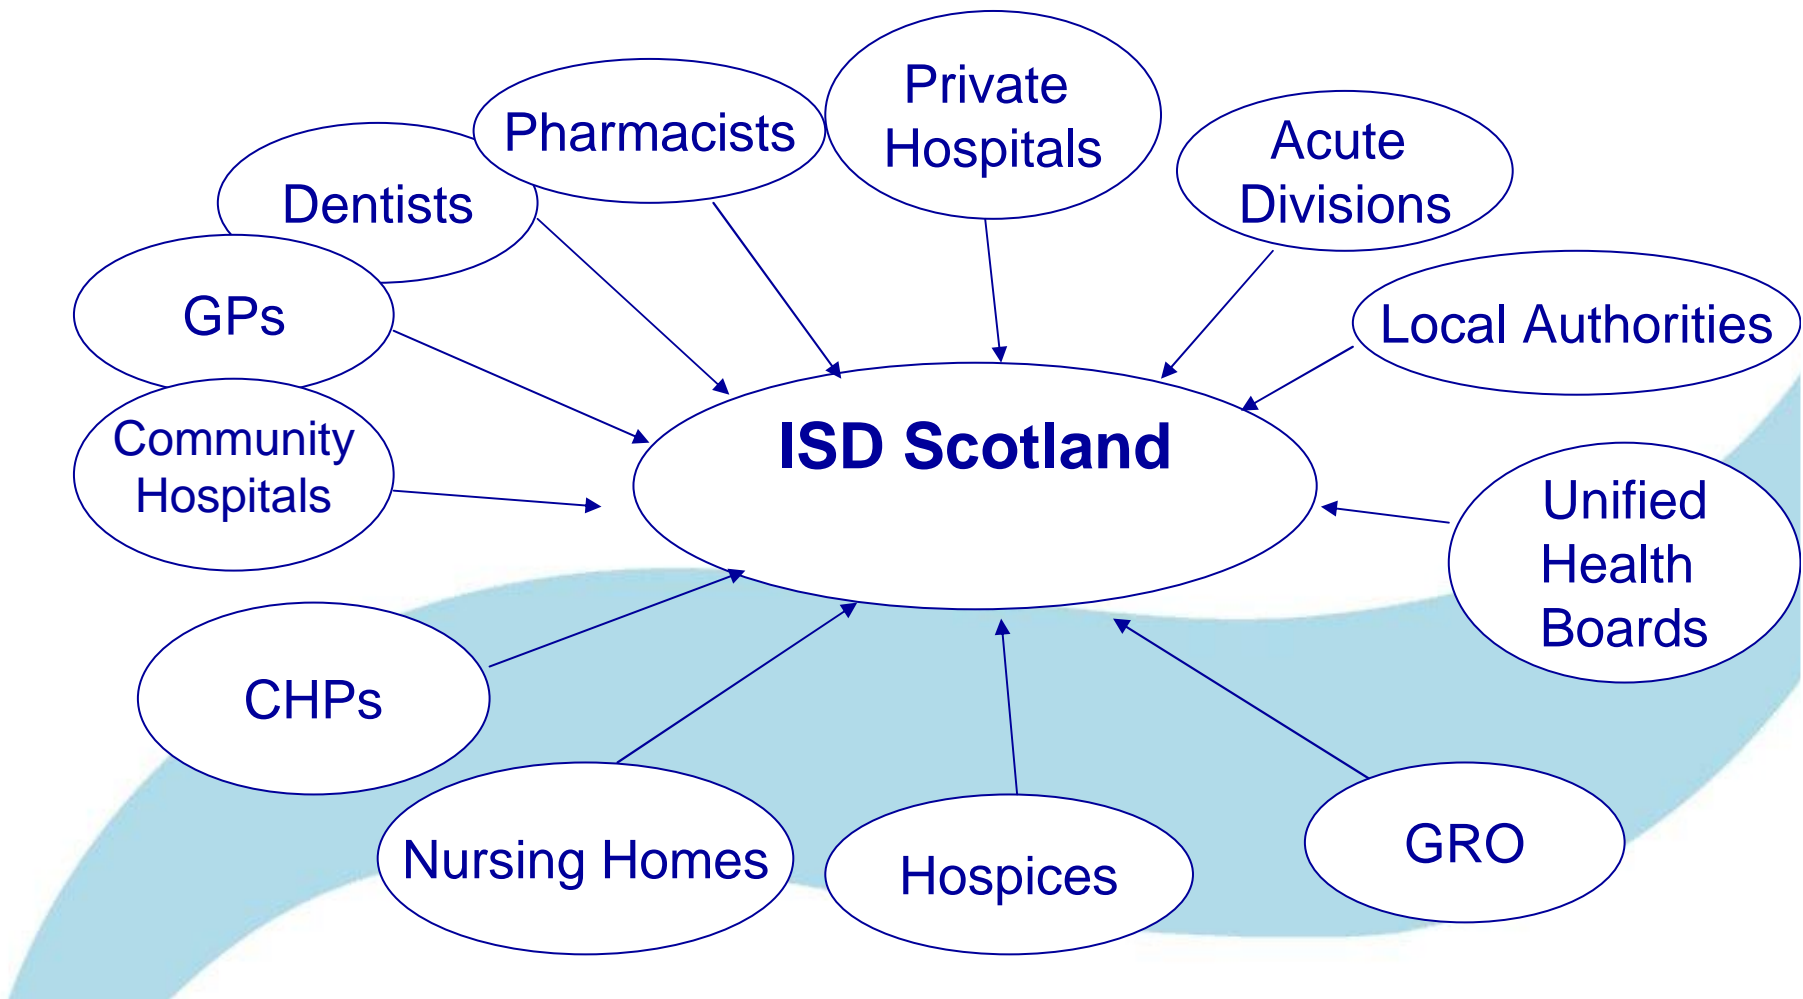 Private
Hospitals
Pharmacists
Acute
Divisions
Dentists
GPs
Local Authorities
Community
Hospitals
ISD Scotland
Unified
Health
Boards
CHPs
Nursing Homes
Hospices
GRO